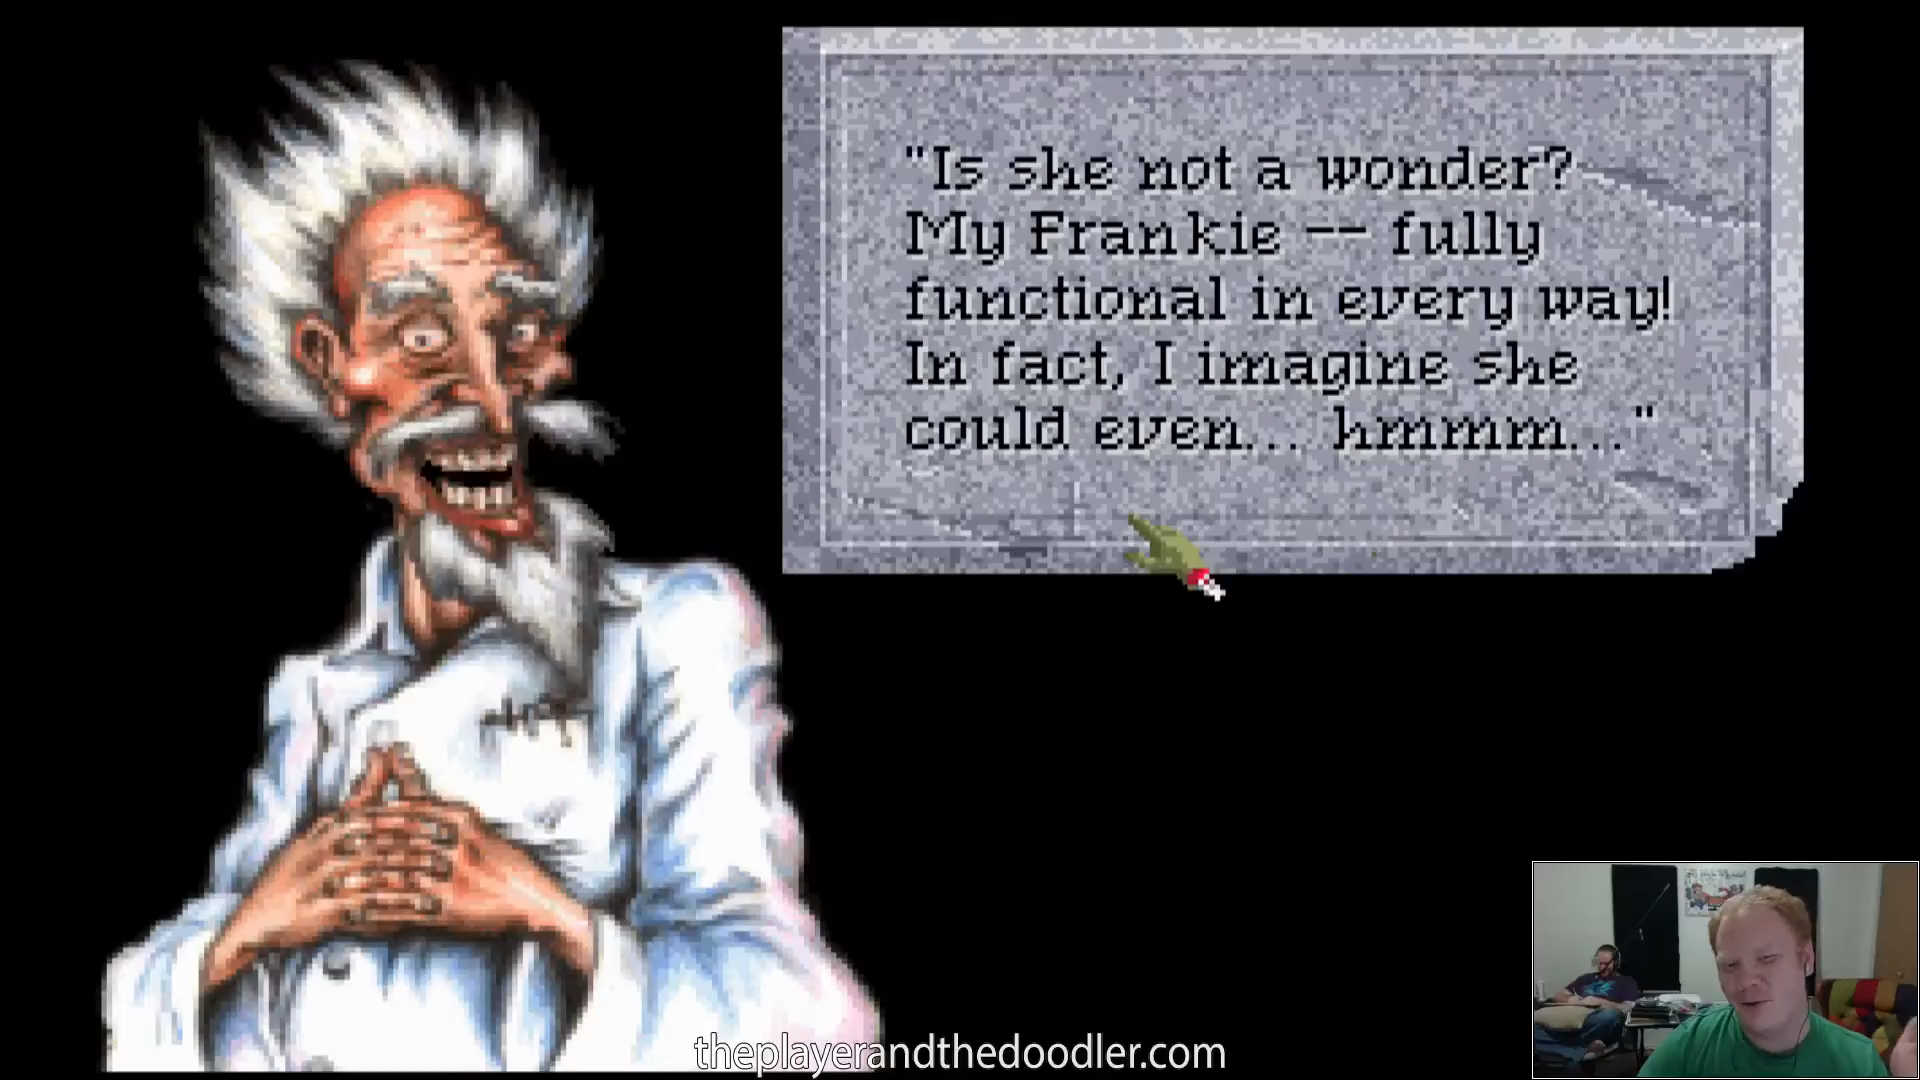 "Is she not a wonder?
My Frankie -- fully
functional in every way!
In fact, I imagine she
could even... hmmm..."
theplayerandthedoodler.com